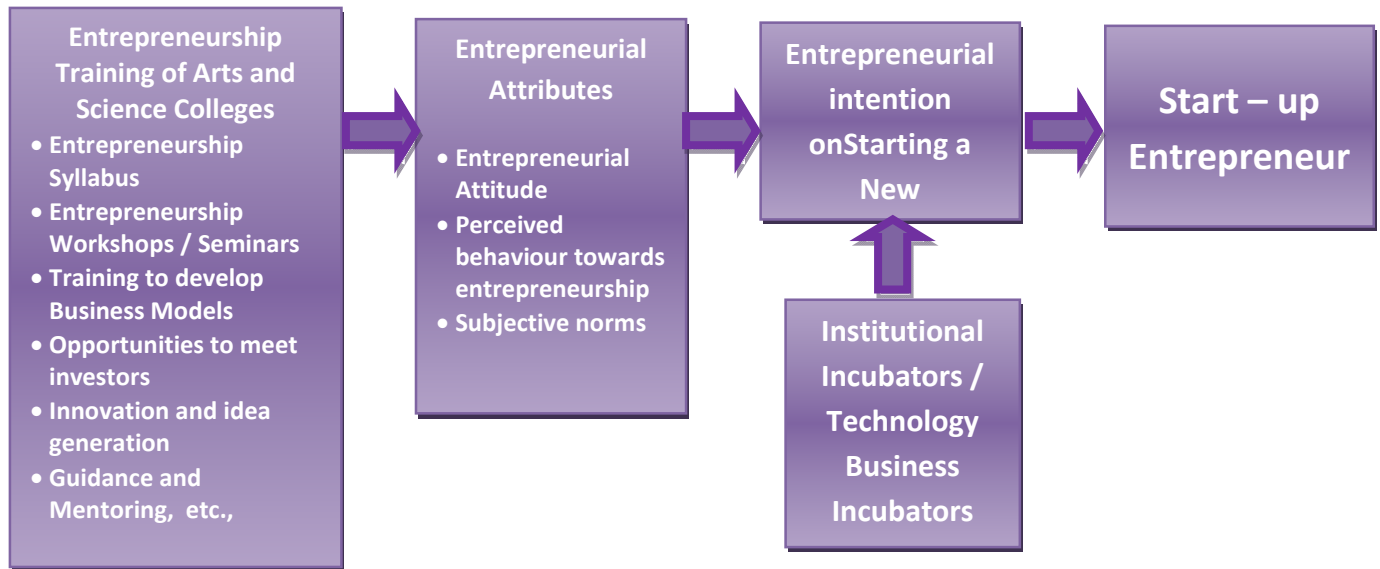 Entrepreneurship
Training of Arts and
Science Colleges
• Entrepreneurship
Syllabus
• Entrepreneurship
Workshops / Seminars
• Training to develop
Business Models
• Opportunities to meet
investors
• Innovation and idea
generation
• Guidance and
Mentoring, etc.,
Entrepreneurial
Attributes
• Entrepreneurial
Attitude
• Perceived
behaviour towards
entrepreneurship
• Subjective norms
Entrepreneurial
intention
onStarting a
New
Institutional
Incubators /
Technology
Business
Incubators
Start – up
Entrepreneur